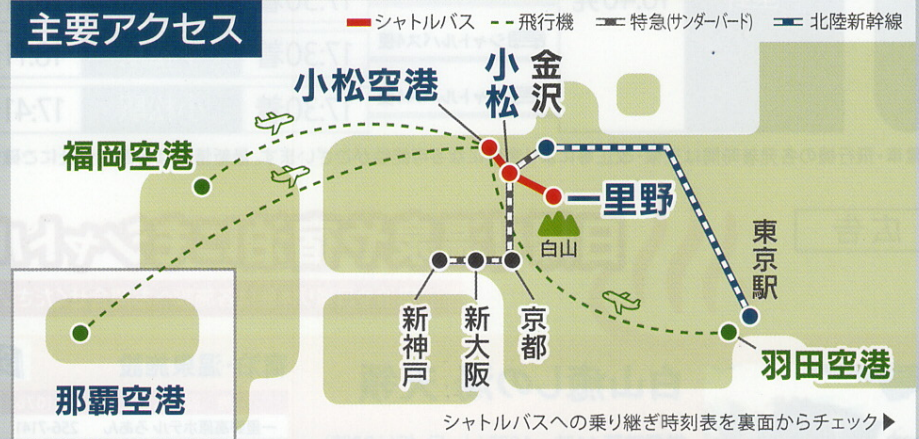 主要アクセス
シャトルバス 飛行機 特急(サンダーバード) 北陸新幹線
小松空港
小松
金沢
福岡空港
一里野
白山
東京駅
新神戸
新大阪
京都
羽田空港
那覇空港
シャトルバスへの乗り継ぎ時刻表を裏面からチェック▶